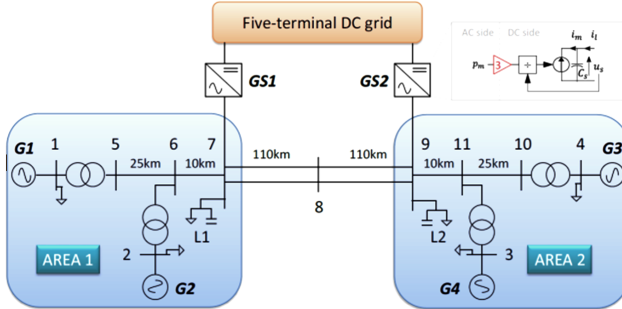 Five-terminal DC grid
AC side DC side
i_m i_l
p_m 3 ÷ C_s u_s
GS1 GS2
G1 1 5 6 7
25km 10km
110km 110km
8
9 11 10 4 G3
10km 25km
L1
L2
AREA 1
2
G2
3
G4
AREA 2